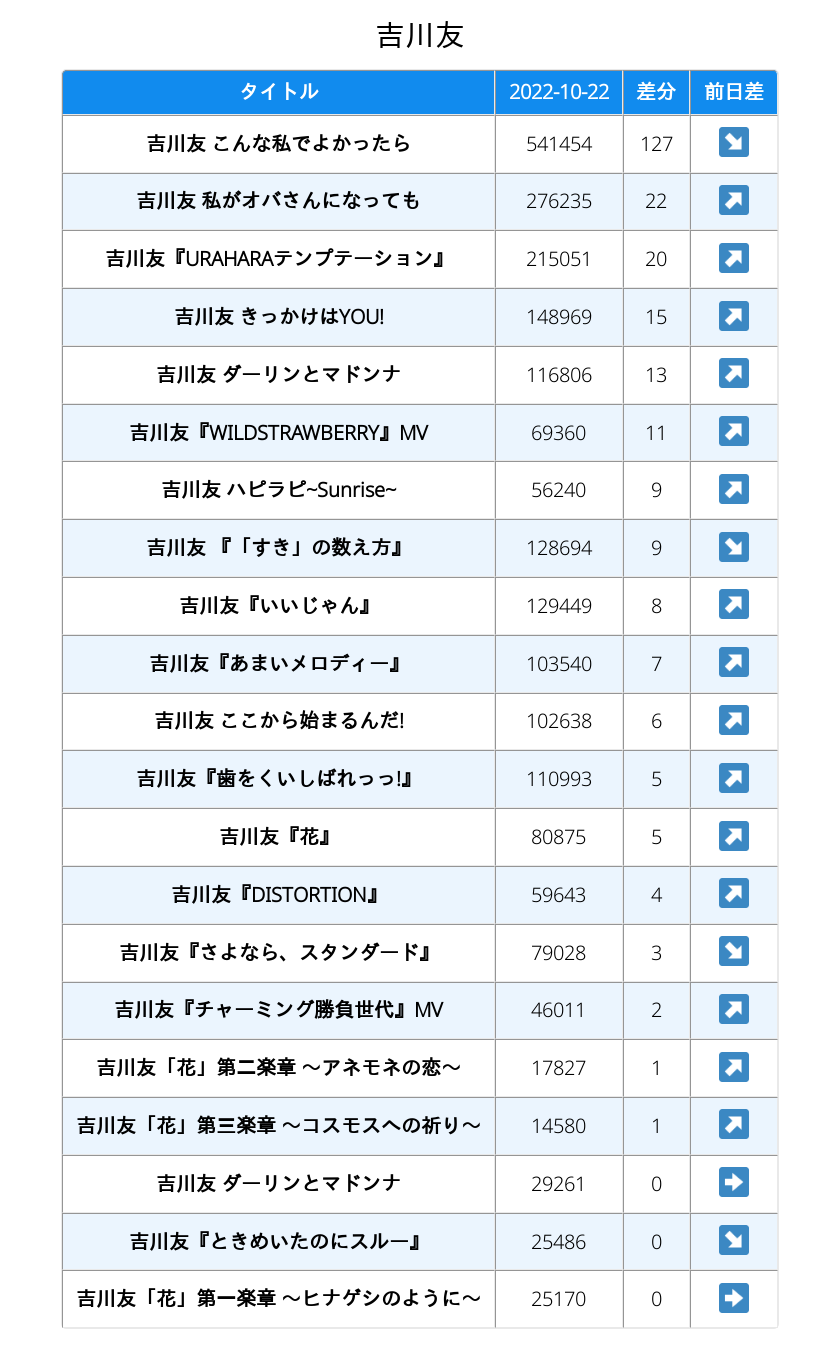 吉川友
タイトル 2022-10-22 差分 前日差
吉川友 こんな私でよかったら 541454 127 ↘
吉川友 私がオバさんになっても 276235 22 ↗
吉川友『URAHARAテンプテーション』 215051 20 ↗
吉川友 きっかけはYOU! 148969 15 ↗
吉川友 ダーリンとマドンナ 116806 13 ↗
吉川友『WILDSTRAWBERRY』MV 69360 11 ↗
吉川友 ハピラピ~Sunrise~ 56240 9 ↗
吉川友 『「すき」の数え方』 128694 9 ↘
吉川友『いいじゃん』 129449 8 ↗
吉川友『あまいメロディー』 103540 7 ↗
吉川友 ここから始まるんだ! 102638 6 ↗
吉川友『歯をくいしばれっっ!』 110993 5 ↗
吉川友『花』 80875 5 ↗
吉川友『DISTORTION』 59643 4 ↗
吉川友『さよなら、スタンダード』 79028 3 ↘
吉川友『チャーミング勝負世代』MV 46011 2 ↗
吉川友「花」第二楽章 ～アネモネの恋～ 17827 1 ↗
吉川友「花」第三楽章 ～コスモスへの祈り～ 14580 1 ↗
吉川友 ダーリンとマドンナ 29261 0 ➡
吉川友『ときめいたのにスルー』 25486 0 ↘
吉川友「花」第一楽章 ～ヒナゲシのように～ 25170 0 ➡